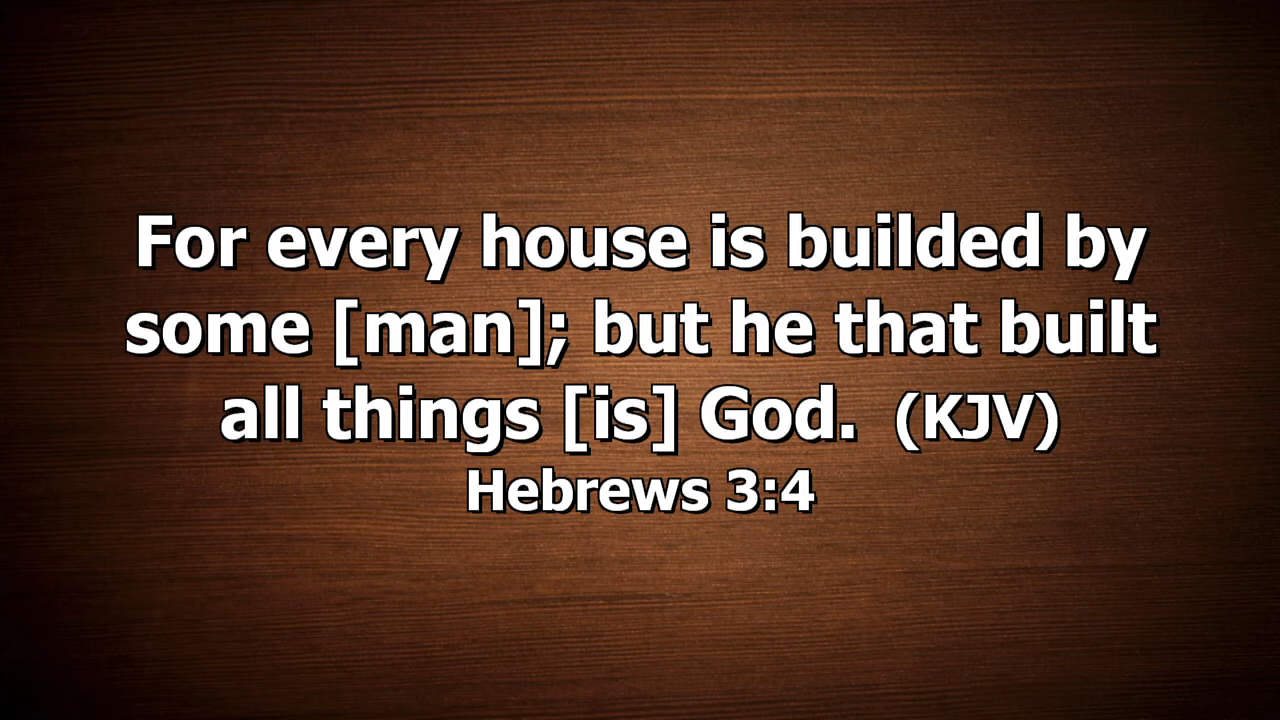 For every house is builded by
some [man]; but he that built
all things [is] God. (KJV)
Hebrews 3:4